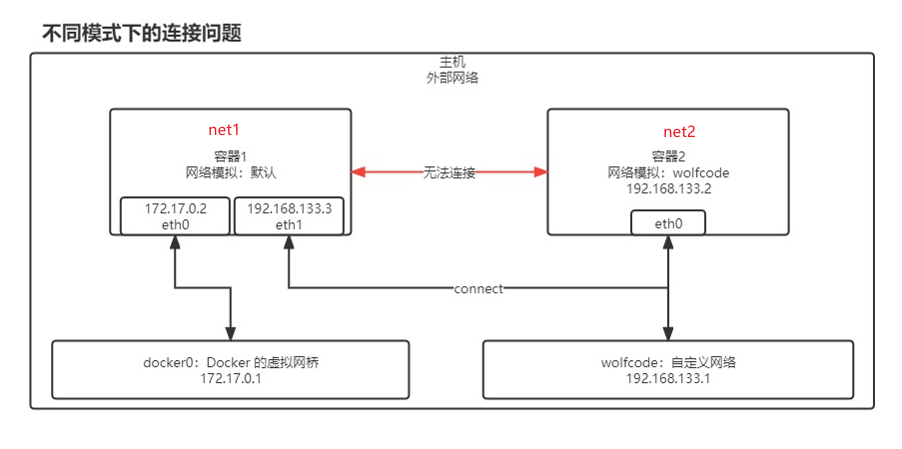 不同模式下的连接问题
主机
外部网络
net1
容器1
网络模拟：默认
172.17.0.2
eth0
192.168.133.3
eth1
无法连接
net2
容器2
网络模拟：wolfcode
192.168.133.2
eth0
connect
docker0：Docker 的虚拟网桥
172.17.0.1
wolfcode：自定义网络
192.168.133.1